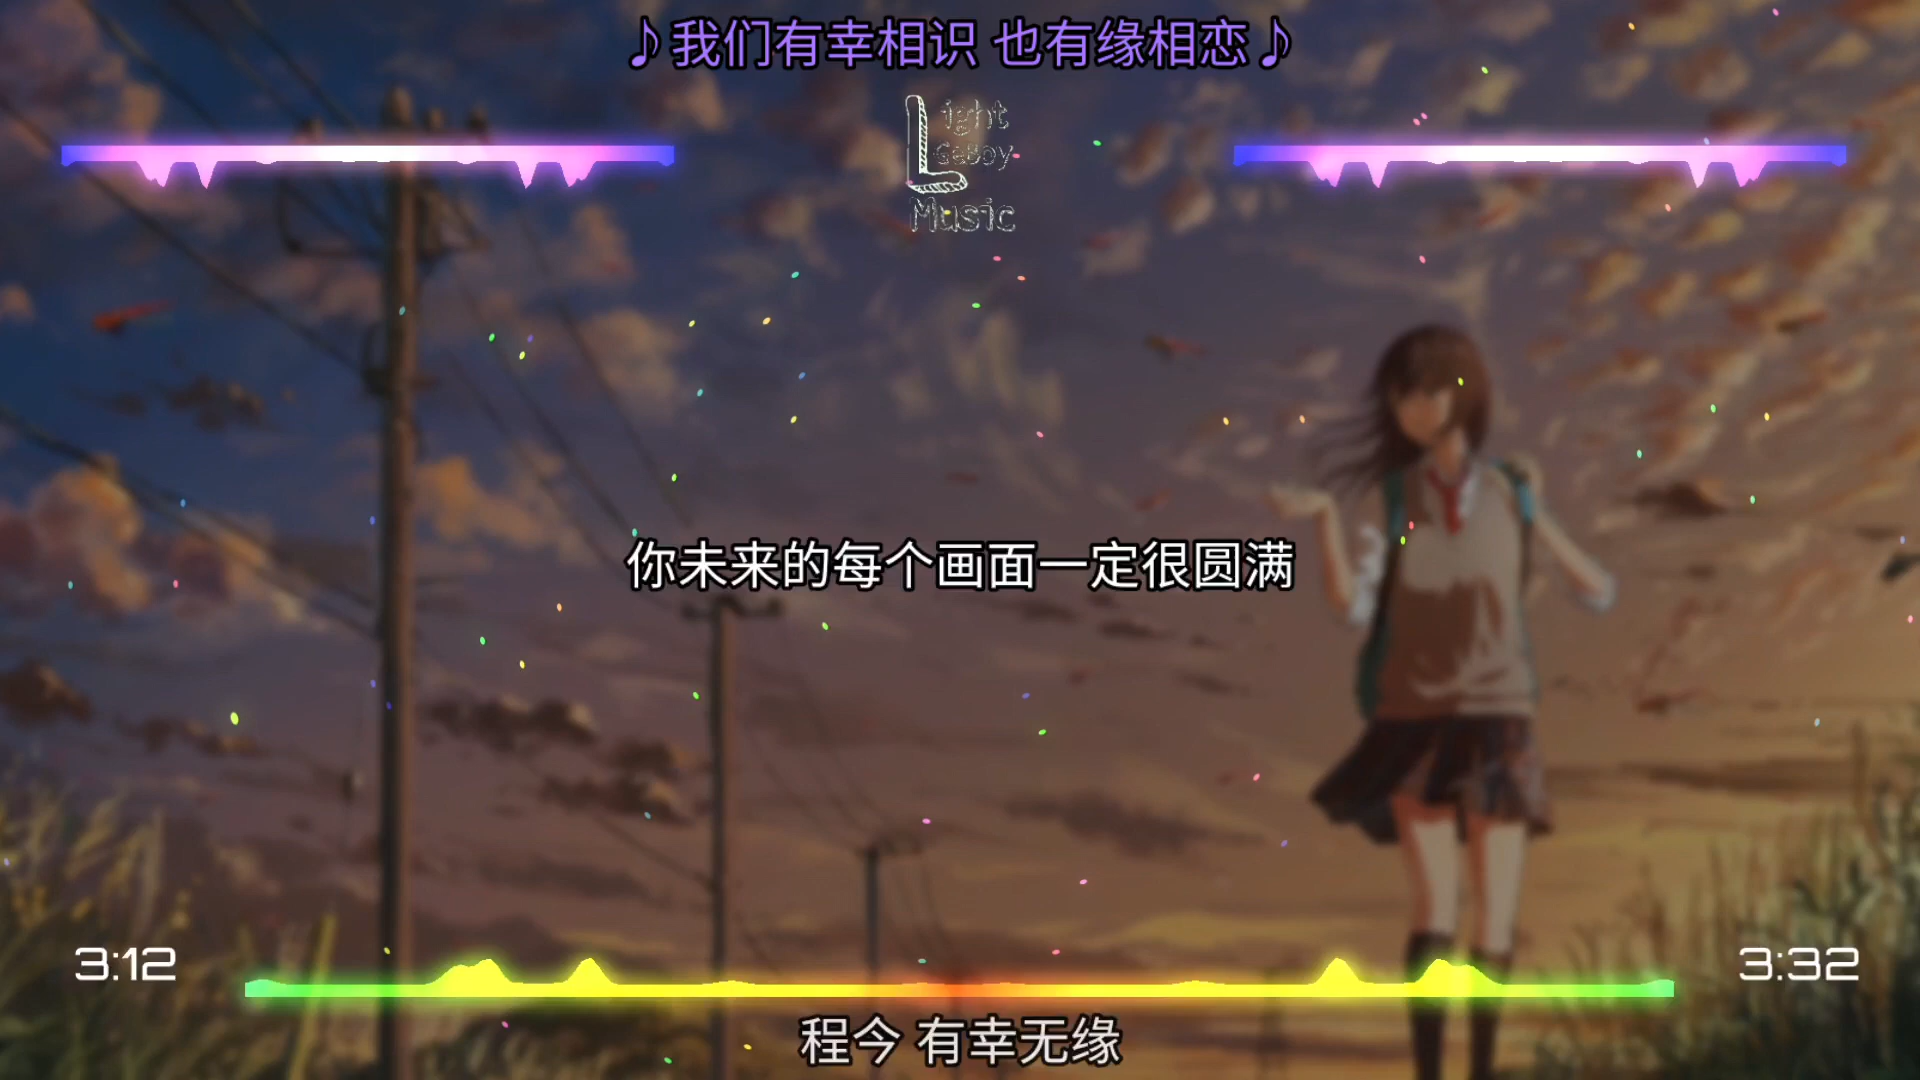 ♪我们有幸相识 也有缘相恋♪
Light
GeBoy
Music
你未来的每个画面一定很圆满
3:12
3:32
程今 有幸无缘